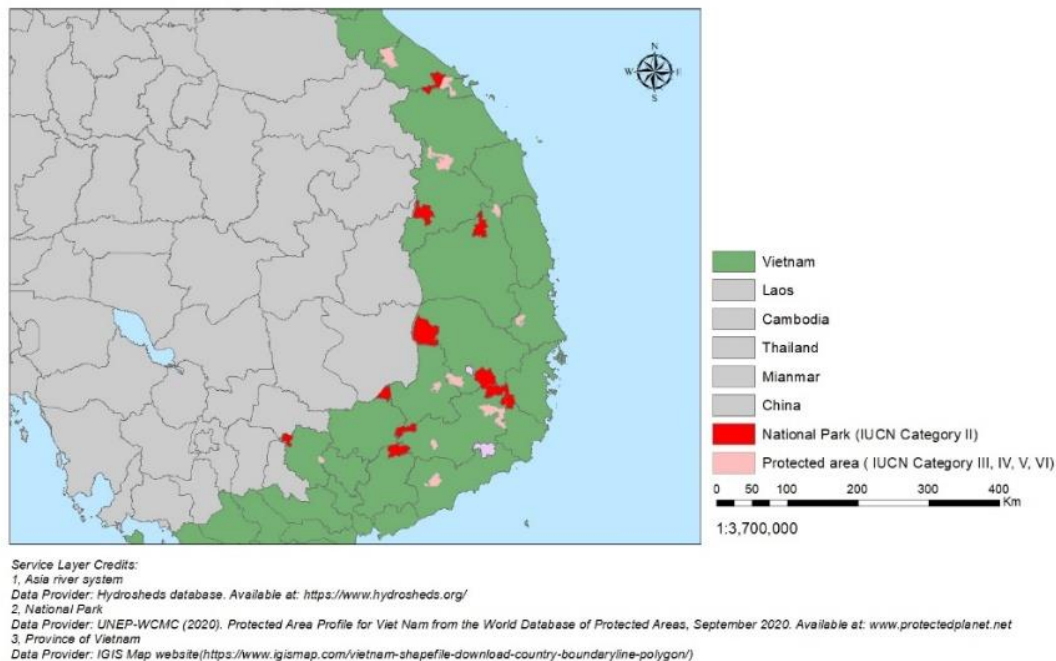 N
W E
S
Vietnam
Laos
Cambodia
Thailand
Mianmar
China
National Park (IUCN Category II)
Protected area ( IUCN Category III, IV, V, VI)
0 50 100 200 300 400
Km
1:3,700,000
Service Layer Credits:
1, Asia river system
Data Provider: Hydrosheds database. Available at: https://www.hydrosheds.org/
2, National Park
Data Provider: UNEP-WCMC (2020). Protected Area Profile for Viet Nam from the World Database of Protected Areas, September 2020. Available at: www.protectedplanet.net
3, Province of Vietnam
Data Provider: IGIS Map website(https://www.igismap.com/vietnam-shapefile-download-country-boundaryline-polygon/)